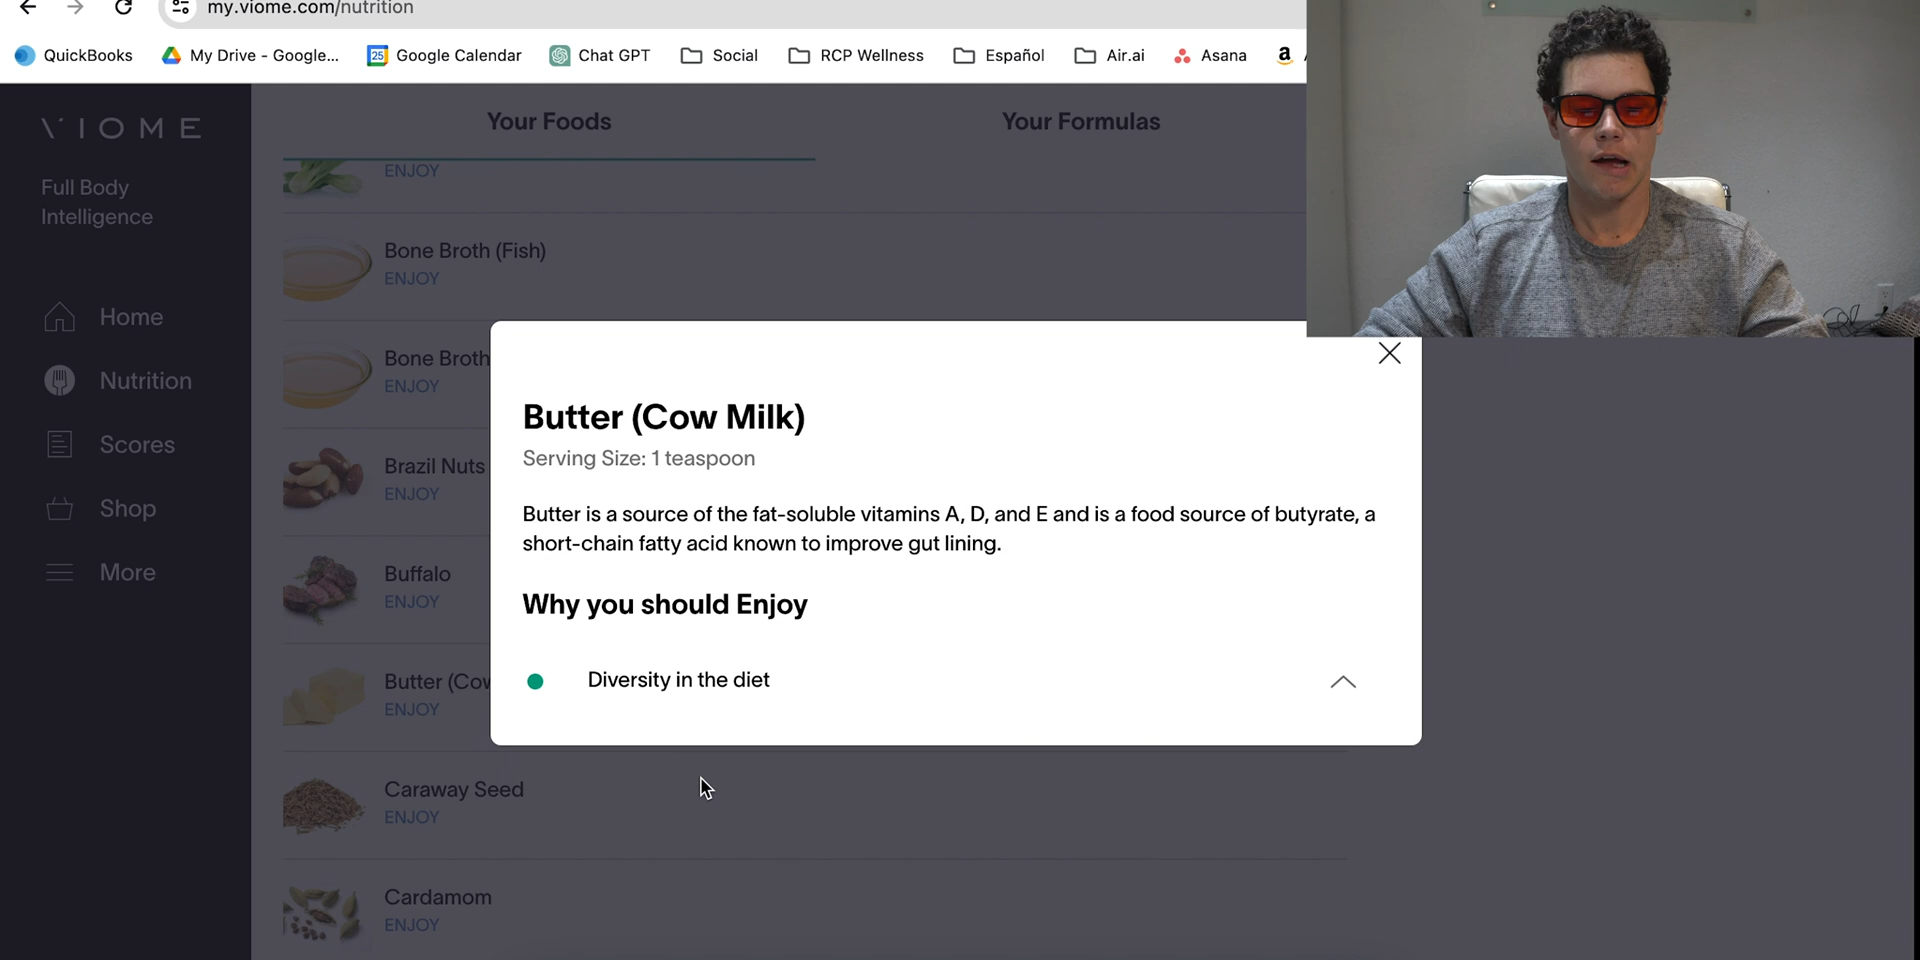 my.viome.com/nutrition
QuickBooks
My Drive - Google...
25
Google Calendar
Chat GPT
Social
RCP Wellness
Español
Air.ai
Asana
a
VIOME
Full Body
Intelligence
Home
Nutrition
Scores
Shop
More
Your Foods
Your Formulas
ENJOY
Bone Broth (Fish)
ENJOY
Bone Broth
ENJOY
Brazil Nuts
ENJOY
Buffalo
ENJOY
Butter (Cow
ENJOY
Caraway Seed
ENJOY
Cardamom
ENJOY
Butter (Cow Milk)
Serving Size: 1 teaspoon
Butter is a source of the fat-soluble vitamins A, D, and E and is a food source of butyrate, a
short-chain fatty acid known to improve gut lining.
Why you should Enjoy
Diversity in the diet